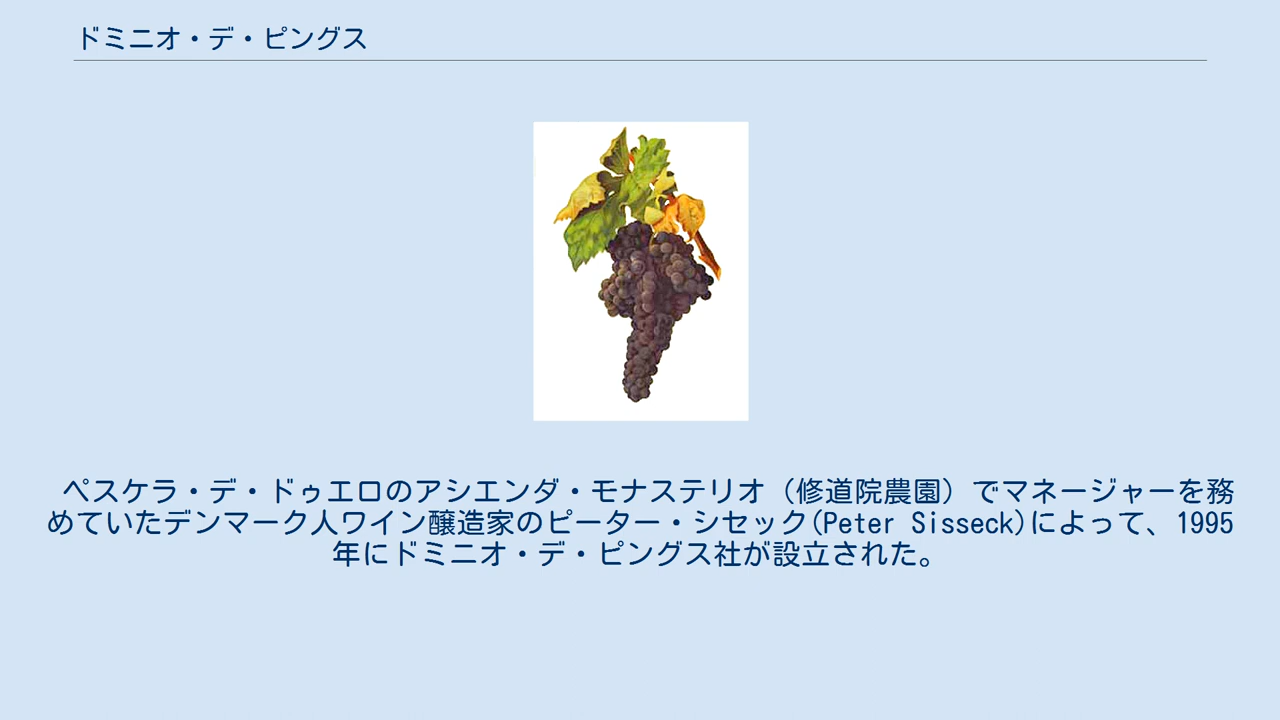 ドミニオ・デ・ピングス
ペスケラ・デ・ドゥエロのアシエンダ・モナステリオ（修道院農園）でマネージャーを務
めていたデンマーク人ワイン醸造家のピーター・シセック(Peter Sisseck)によって、1995
年にドミニオ・デ・ピングス社が設立された。